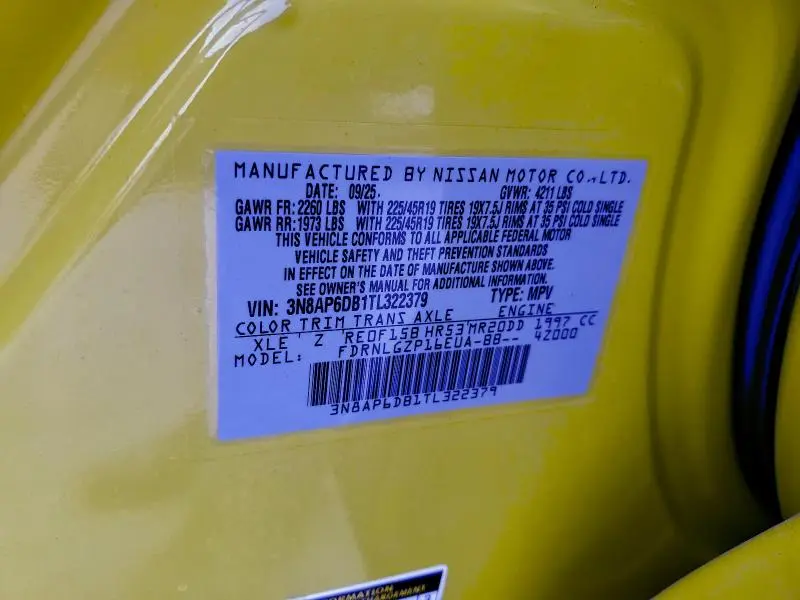 MANUFACTURED BY NISSAN MOTOR CO., LTD.
DATE: 09/25. GVWR: 4211 LBS
GAWR FR: 2260 LBS WITH 225/45R19 TIRES 19X7.5J RIMS AT 35 PSI COLD SINGLE
GAWR RR: 1973 LBS WITH 225/45R19 TIRES 19X7.5J RIMS AT 35 PSI COLD SINGLE
THIS VEHICLE CONFORMS TO ALL APPLICABLE FEDERAL MOTOR
VEHICLE SAFETY AND THEFT PREVENTION STANDARDS
IN EFFECT ON THE DATE OF MANUFACTURE SHOWN ABOVE.
SEE OWNER'S MANUAL FOR ADDITIONAL INFORMATION.
VIN: 3N8AP6DB1TL322379 TYPE: MPV
COLOR TRIM TRANS AXLE ENGINE
XLE ' Z RE0F15B HR53 MR20DD 1997 CC
MODEL: FDRNLGZP16EUA-BB-- 42000
3N8AP6DB1TL322379